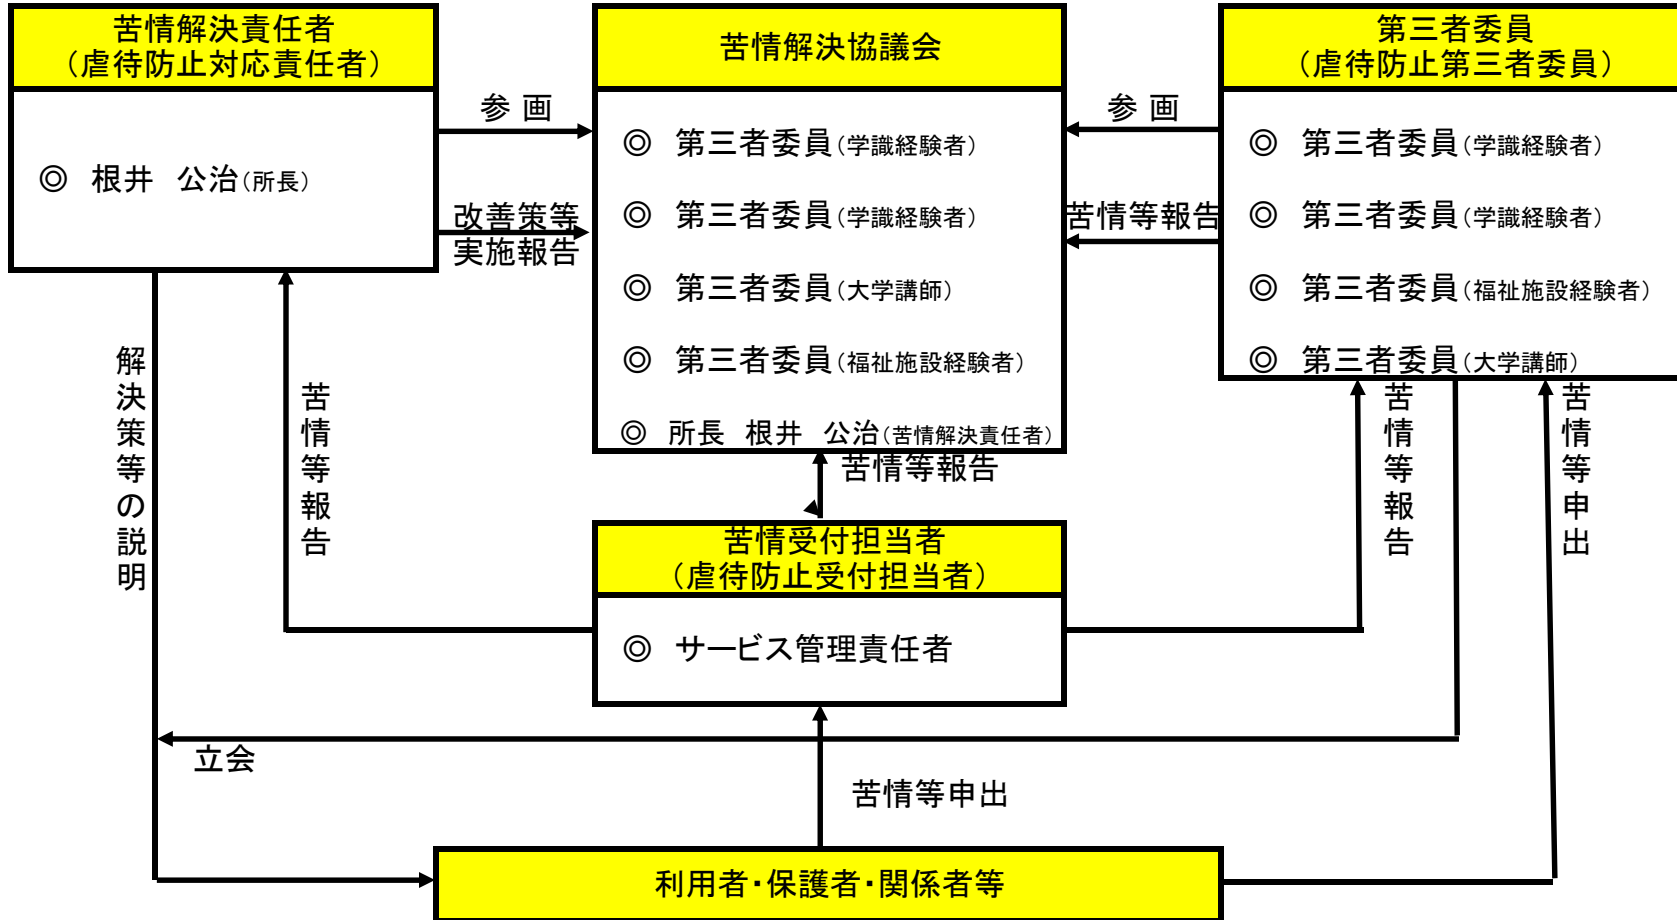 苦情解決責任者
（虐待防止対応責任者）
◎ 根井 公治（所長）
参 画
改善策等
実施報告
苦情解決協議会
◎ 第三者委員（学識経験者）
◎ 第三者委員（学識経験者）
◎ 第三者委員（大学講師）
◎ 第三者委員（福祉施設経験者）
◎ 所長 根井 公治（苦情解決責任者）
参 画
苦情等報告
第三者委員
（虐待防止第三者委員）
◎ 第三者委員（学識経験者）
◎ 第三者委員（学識経験者）
◎ 第三者委員（福祉施設経験者）
◎ 第三者委員（大学講師）
解決策等の説明
苦情等報告
苦情等報告
苦情等報告
苦情等申出
苦情受付担当者
（虐待防止受付担当者）
◎ サービス管理責任者
立会
苦情等申出
利用者・保護者・関係者等